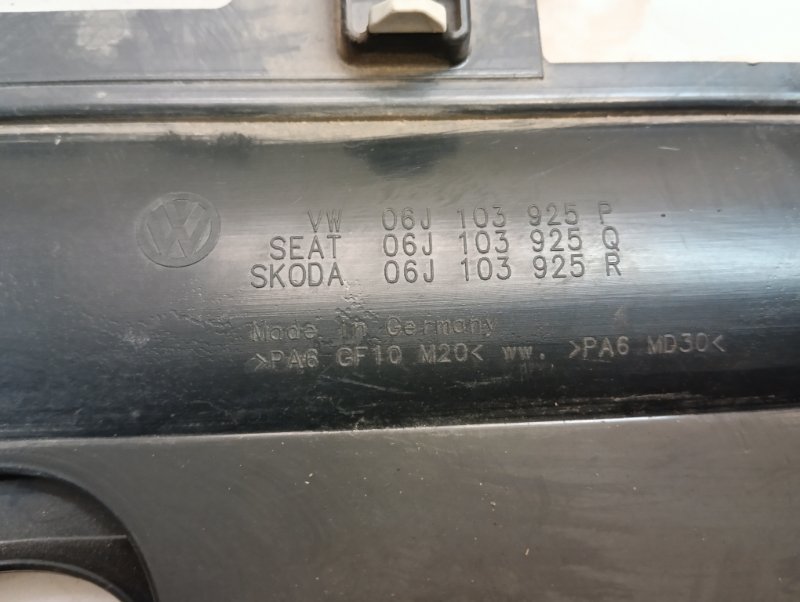 VW 06J 103 925 P
SEAT 06J 103 925 Q
SKODA 06J 103 925 R
Made in Germany
>PA6 GF10 M20< ww. >PA6 MD30<